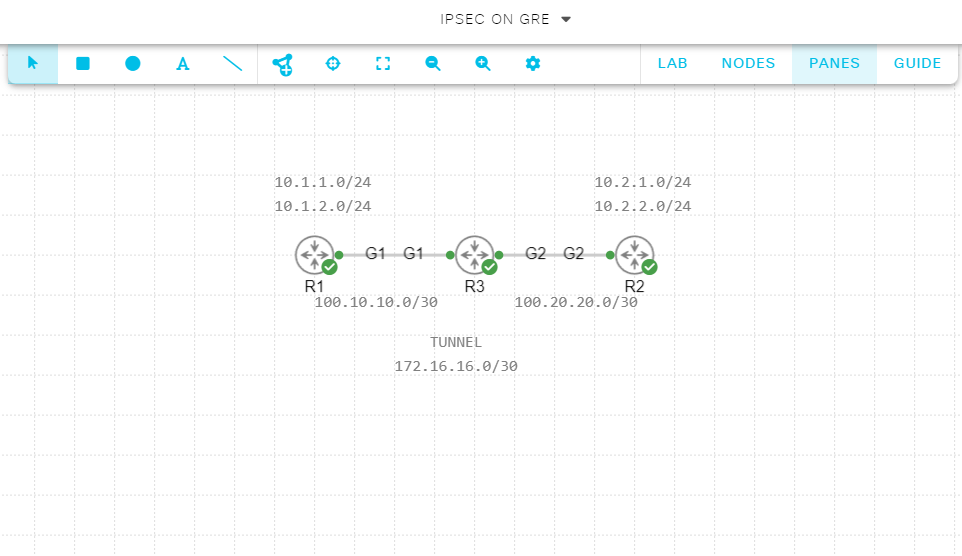 IPSEC ON GRE
A
LAB NODES PANES GUIDE
10.1.1.0/24 10.2.1.0/24
10.1.2.0/24 10.2.2.0/24
G1 G1 G2 G2
R1 R3 R2
100.10.10.0/30 100.20.20.0/30
TUNNEL
172.16.16.0/30